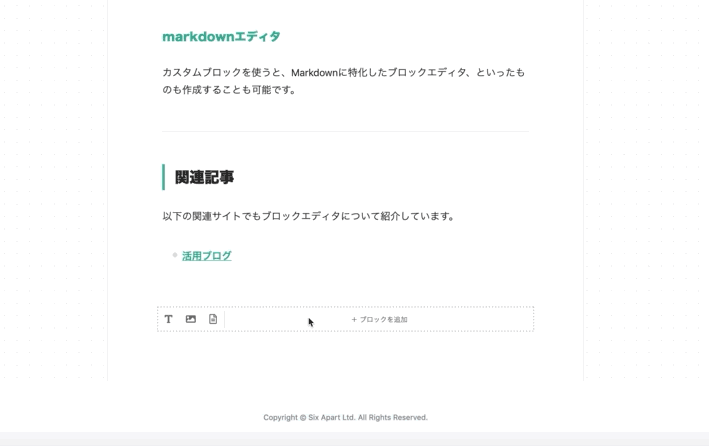 markdownエディタ
カスタムブロックを使うと、Markdownに特化したブロックエディタ、といったも
のも作成することも可能です。
関連記事
以下の関連サイトでもブロックエディタについて紹介しています。
活用ブログ
T
+ ブロックを追加
Copyright © Six Apart Ltd. All Rights Reserved.